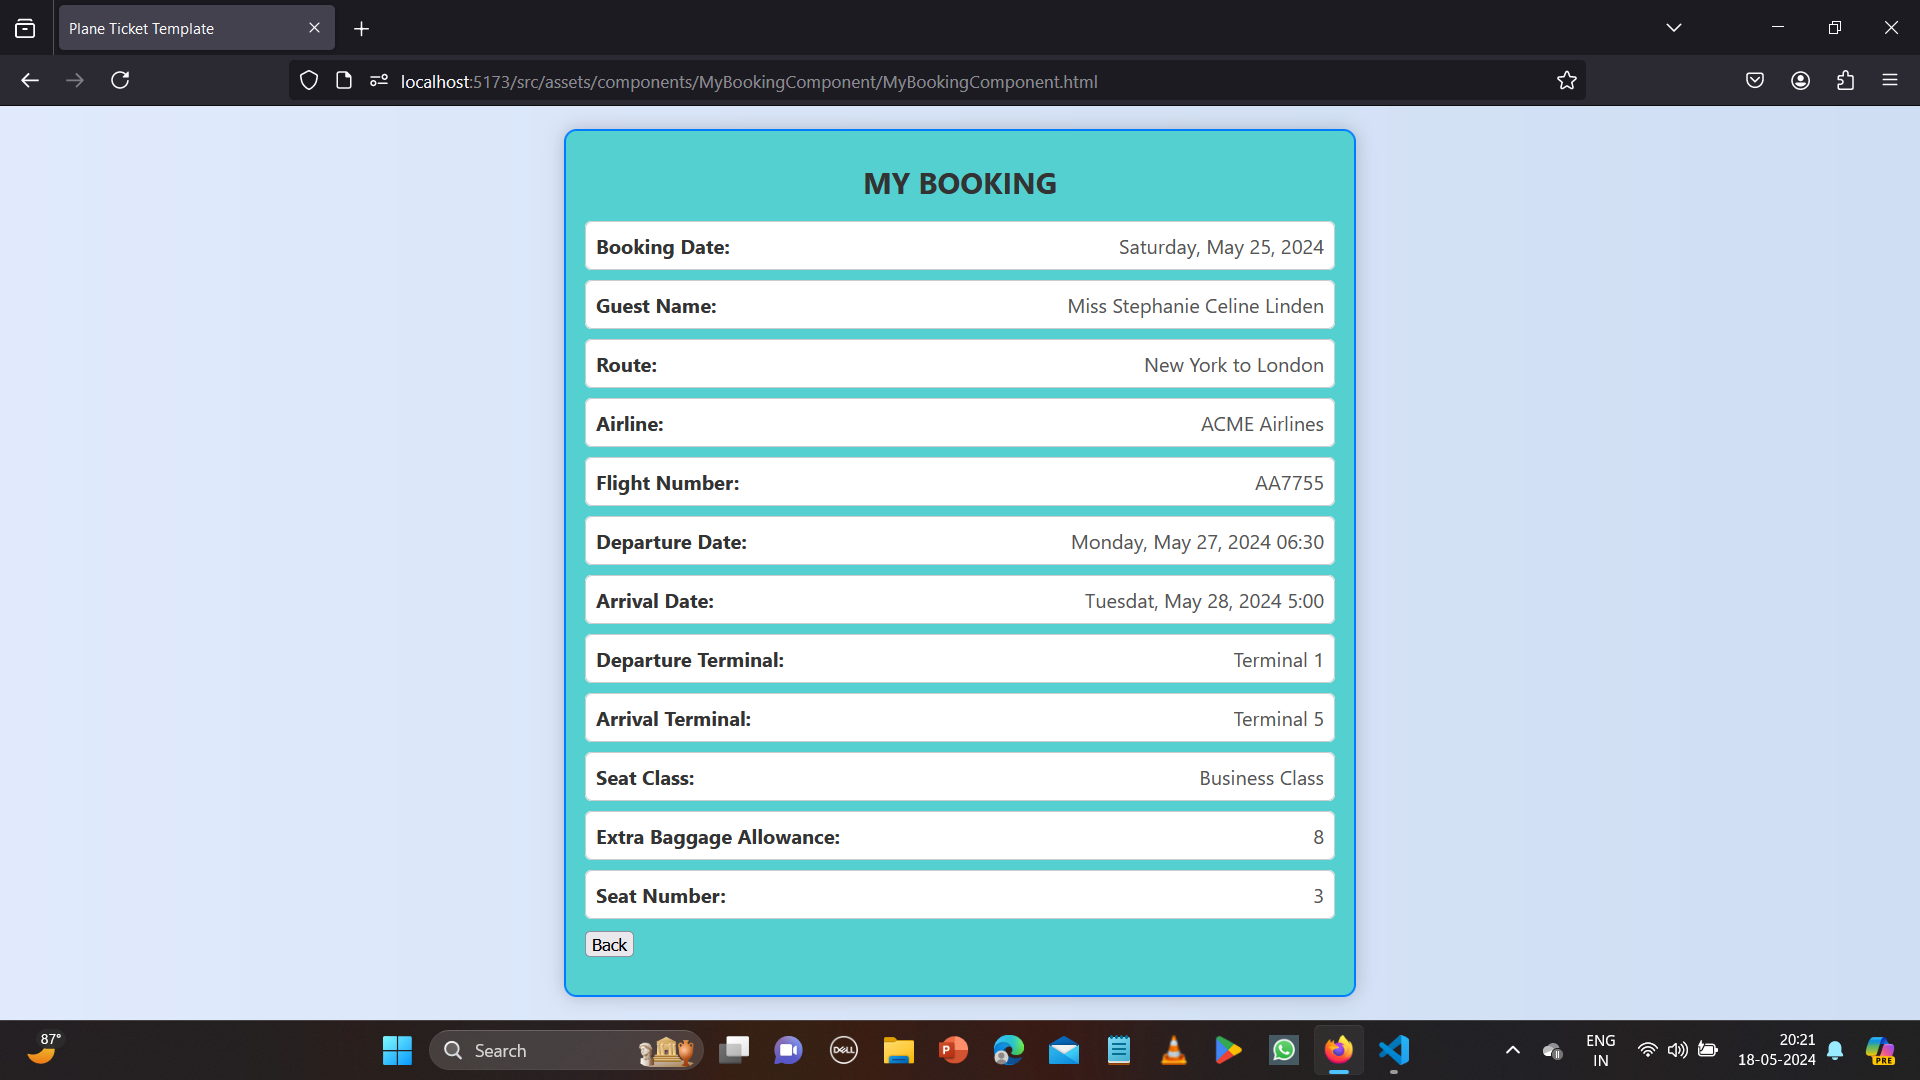 Plane Ticket Template
localhost:5173/src/assets/components/MyBookingComponent/MyBookingComponent.html
MY BOOKING
Booking Date: Saturday, May 25, 2024
Guest Name: Miss Stephanie Celine Linden
Route: New York to London
Airline: ACME Airlines
Flight Number: AA7755
Departure Date: Monday, May 27, 2024 06:30
Arrival Date: Tuesdat, May 28, 2024 5:00
Departure Terminal: Terminal 1
Arrival Terminal: Terminal 5
Seat Class: Business Class
Extra Baggage Allowance: 8
Seat Number: 3
Back
87°
Search
DELL
P
ENG
IN
20:21
18-05-2024
PRE